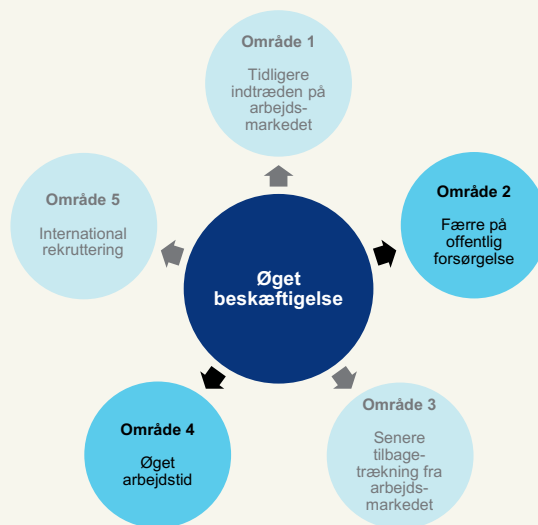 Område 1
Tidligere
indtræden på
arbejds-
markedet
Område 2
Færre på
offentlig
forsørgelse
Område 5
International
rekruttering
Øget
beskæftigelse
Område 4
Øget
arbejdstid
Område 3
Senere
tilbage-
trækning fra
arbejds-
markedet